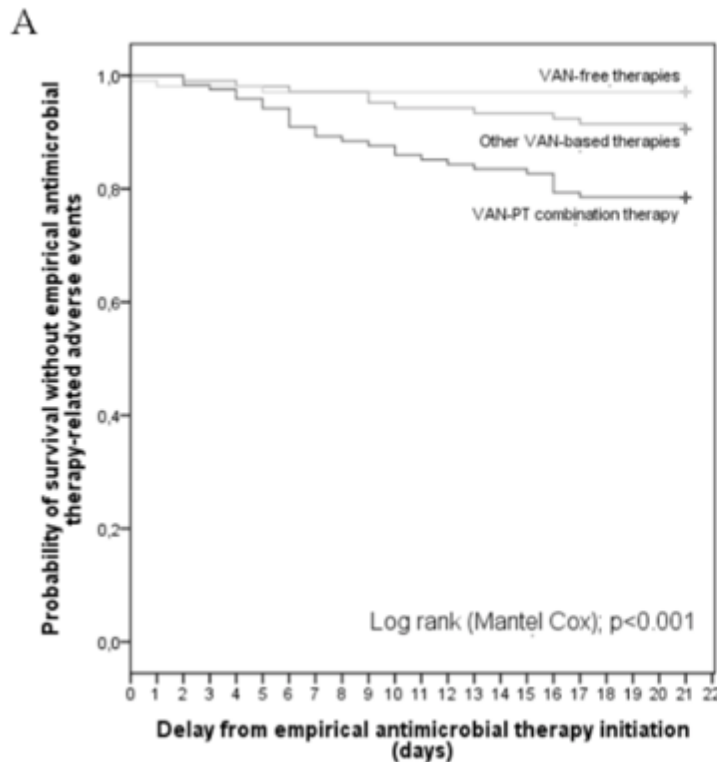 A
Probability of survival without empirical antimicrobial
therapy-related adverse events
1,0
0,8
0,6
0,4
0,2
0,0
VAN-free therapies
Other VAN-based therapies
VAN-PT combination therapy
Log rank (Mantel Cox); p<0.001
0 1 2 3 4 5 6 7 8 9 10 11 12 13 14 15 16 17 18 19 20 21 22
Delay from empirical antimicrobial therapy initiation
(days)